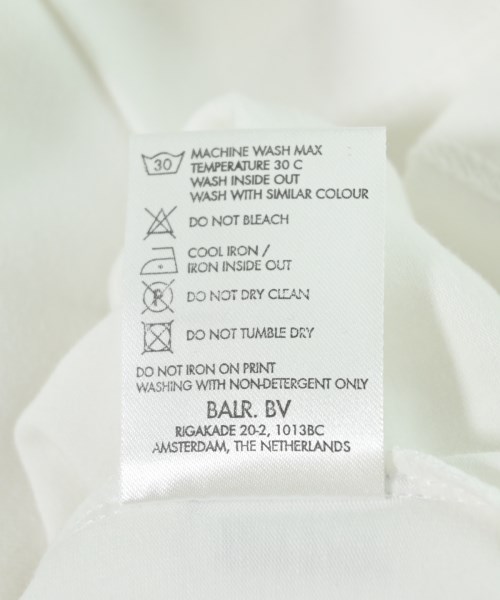 30
MACHINE WASH MAX
TEMPERATURE 30 C
WASH INSIDE OUT
WASH WITH SIMILAR COLOUR
DO NOT BLEACH
COOL IRON /
IRON INSIDE OUT
P
DO NOT DRY CLEAN
DO NOT TUMBLE DRY
DO NOT IRON ON PRINT
WASHING WITH NON-DETERGENT ONLY
BALR. BV
RIGAKADE 20-2, 1013BC
AMSTERDAM, THE NETHERLANDS